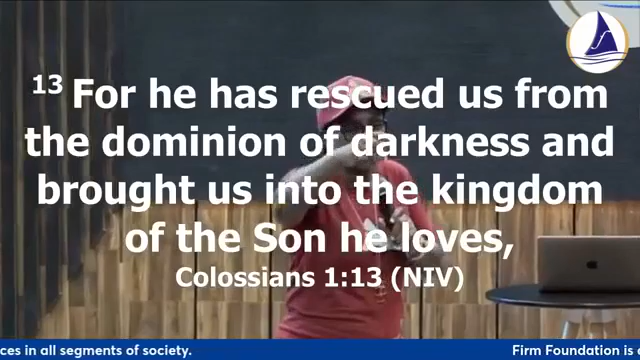 13 For he has rescued us from
the dominion of darkness and
brought us into the kingdom
of the Son he loves,
Colossians 1:13 (NIV)
ces in all segments of society.
Firm Foundation is